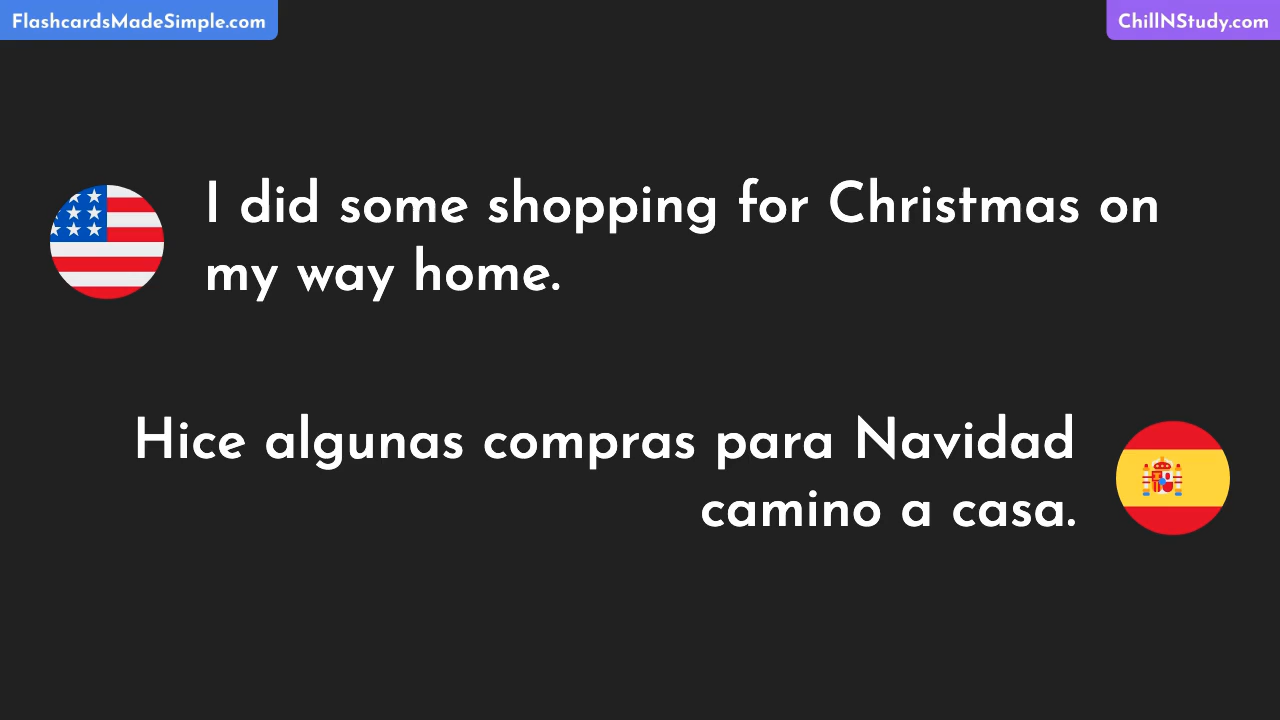 FlashcardsMadeSimple.com
ChillNStudy.com
I did some shopping for Christmas on
my way home.
Hice algunas compras para Navidad
camino a casa.